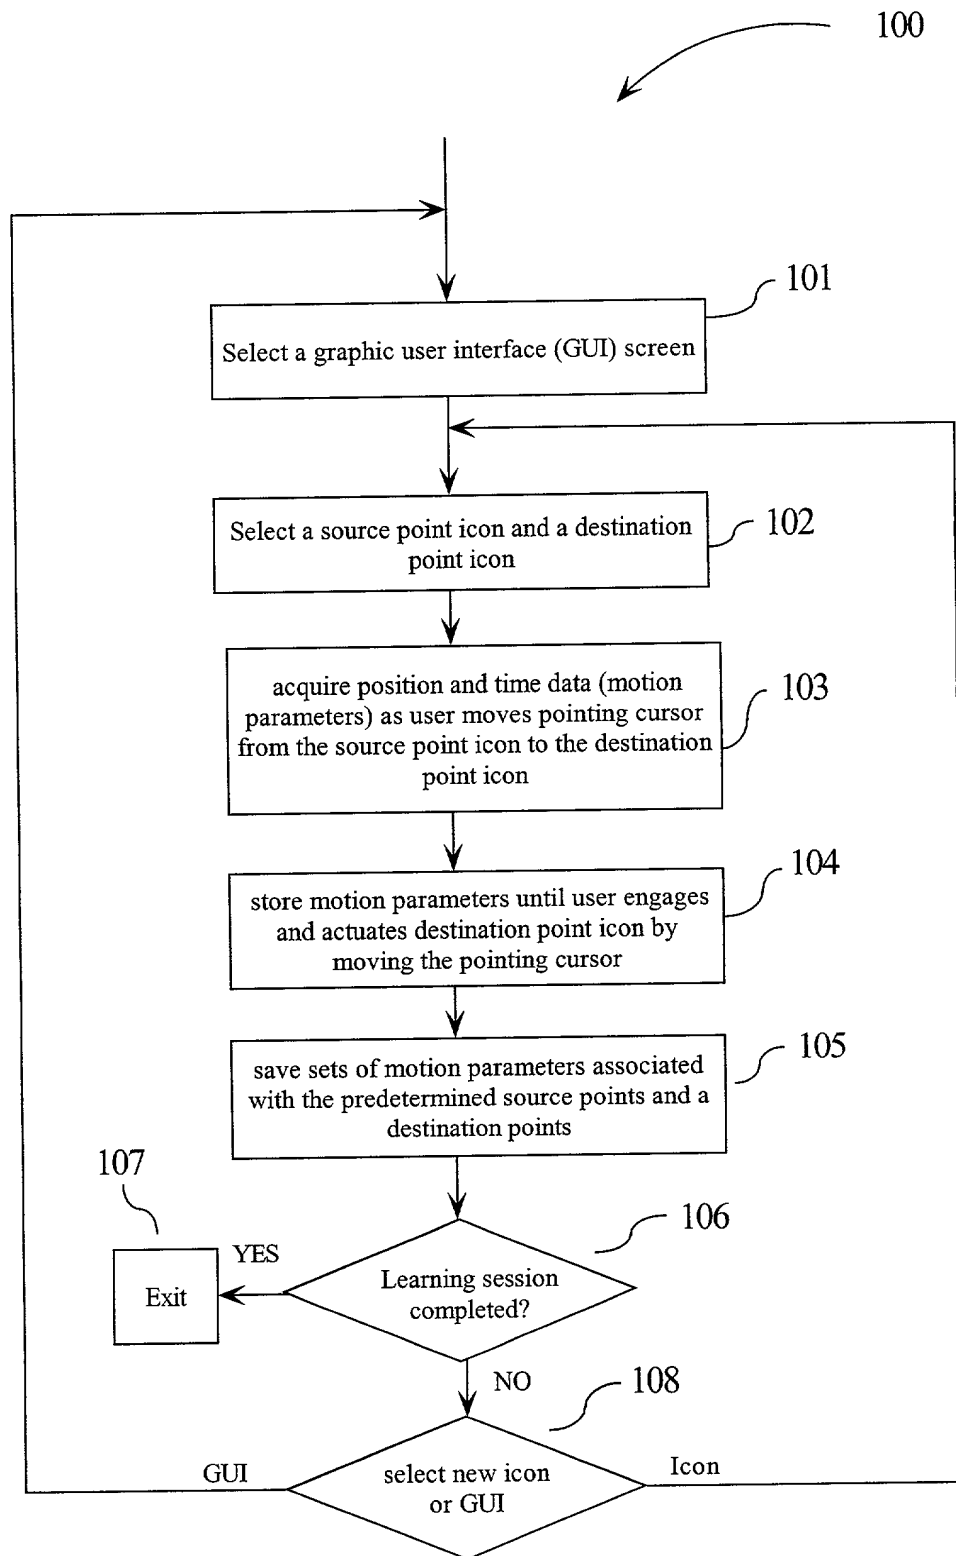 100
101
Select a graphic user interface (GUI) screen
102
Select a source point icon and a destination
point icon
103
acquire position and time data (motion
parameters) as user moves pointing cursor
from the source point icon to the destination
point icon
104
store motion parameters until user engages
and actuates destination point icon by
moving the pointing cursor
105
save sets of motion parameters associated
with the predetermined source points and a
destination points
106
107
YES
Exit
Learning session
completed?
NO
108
GUI
select new icon
or GUI
Icon